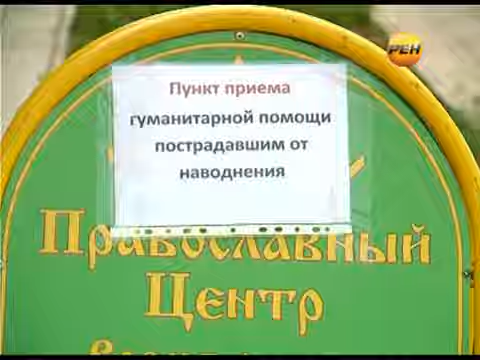 РЕН
Пункт приема
гуманитарной помощи
пострадавшим от
наводнения
Православный
Центр